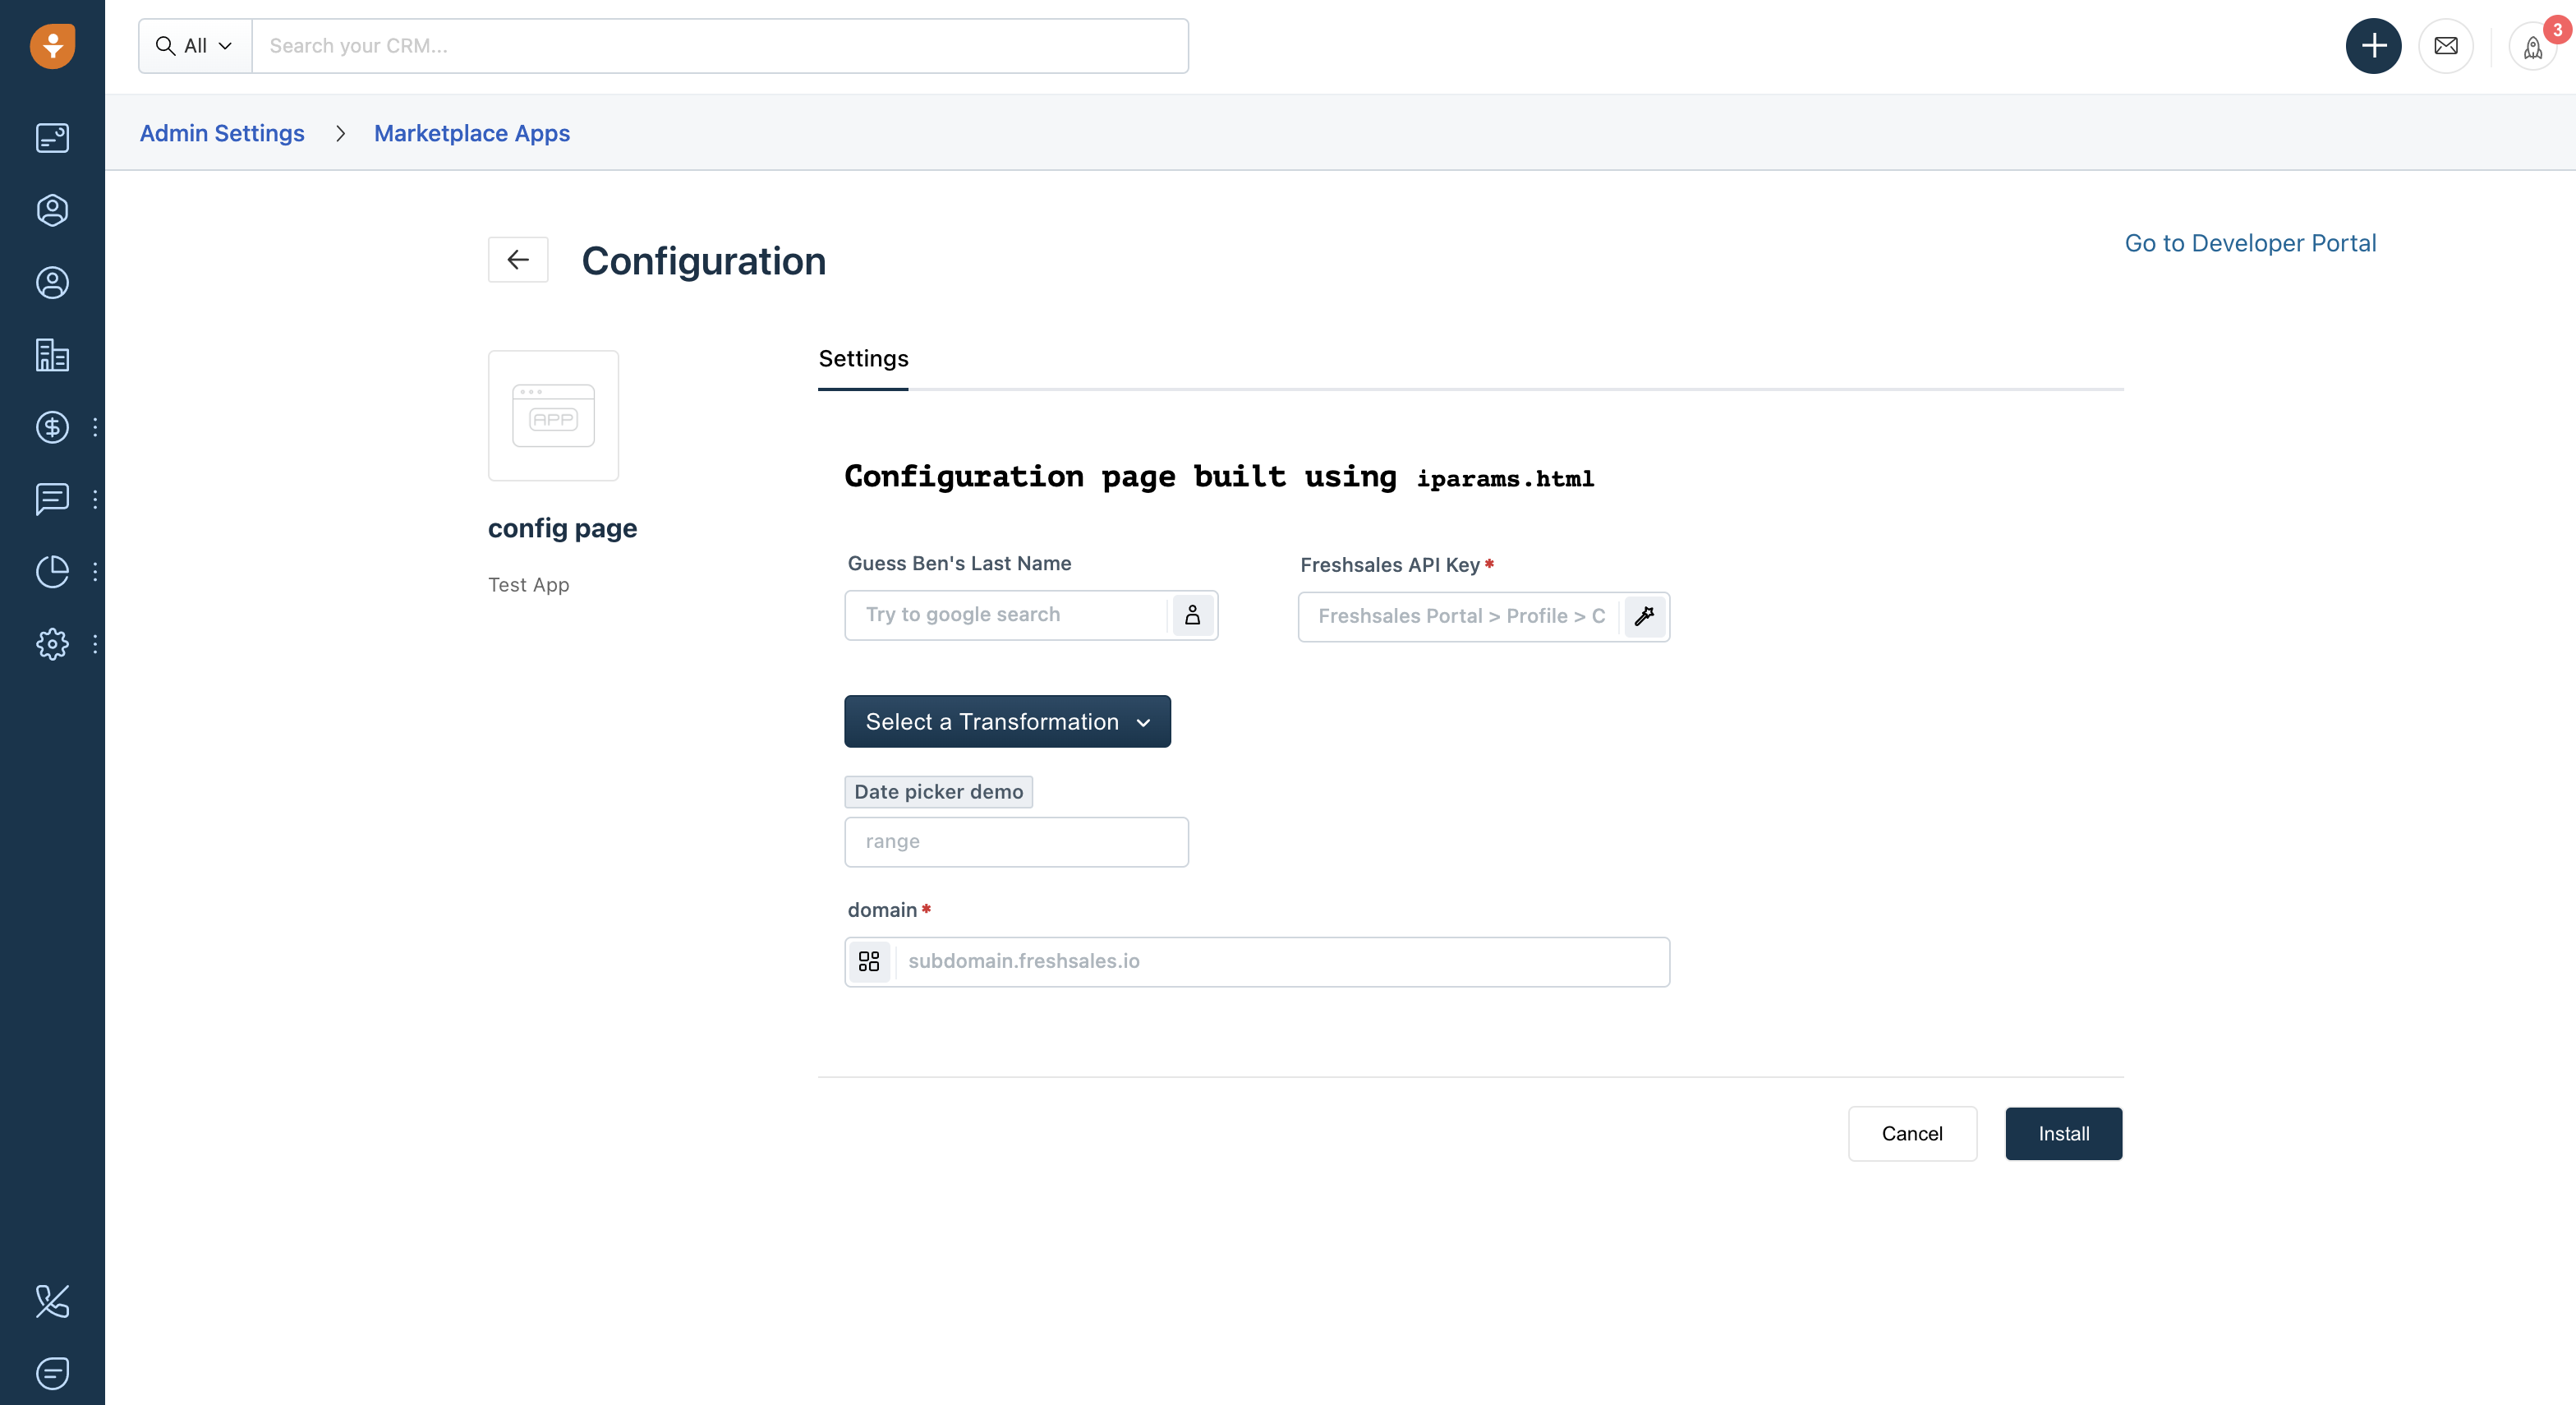 All
Search your CRM...
3
Admin Settings > Marketplace Apps
Configuration
Go to Developer Portal
APP
config page
Test App
Settings
Configuration page built using iparams.html
Guess Ben's Last Name
Try to google search
Freshsales API Key*
Freshsales Portal > Profile > C
Select a Transformation
Date picker demo
range
domain*
subdomain.freshsales.io
Cancel
Install